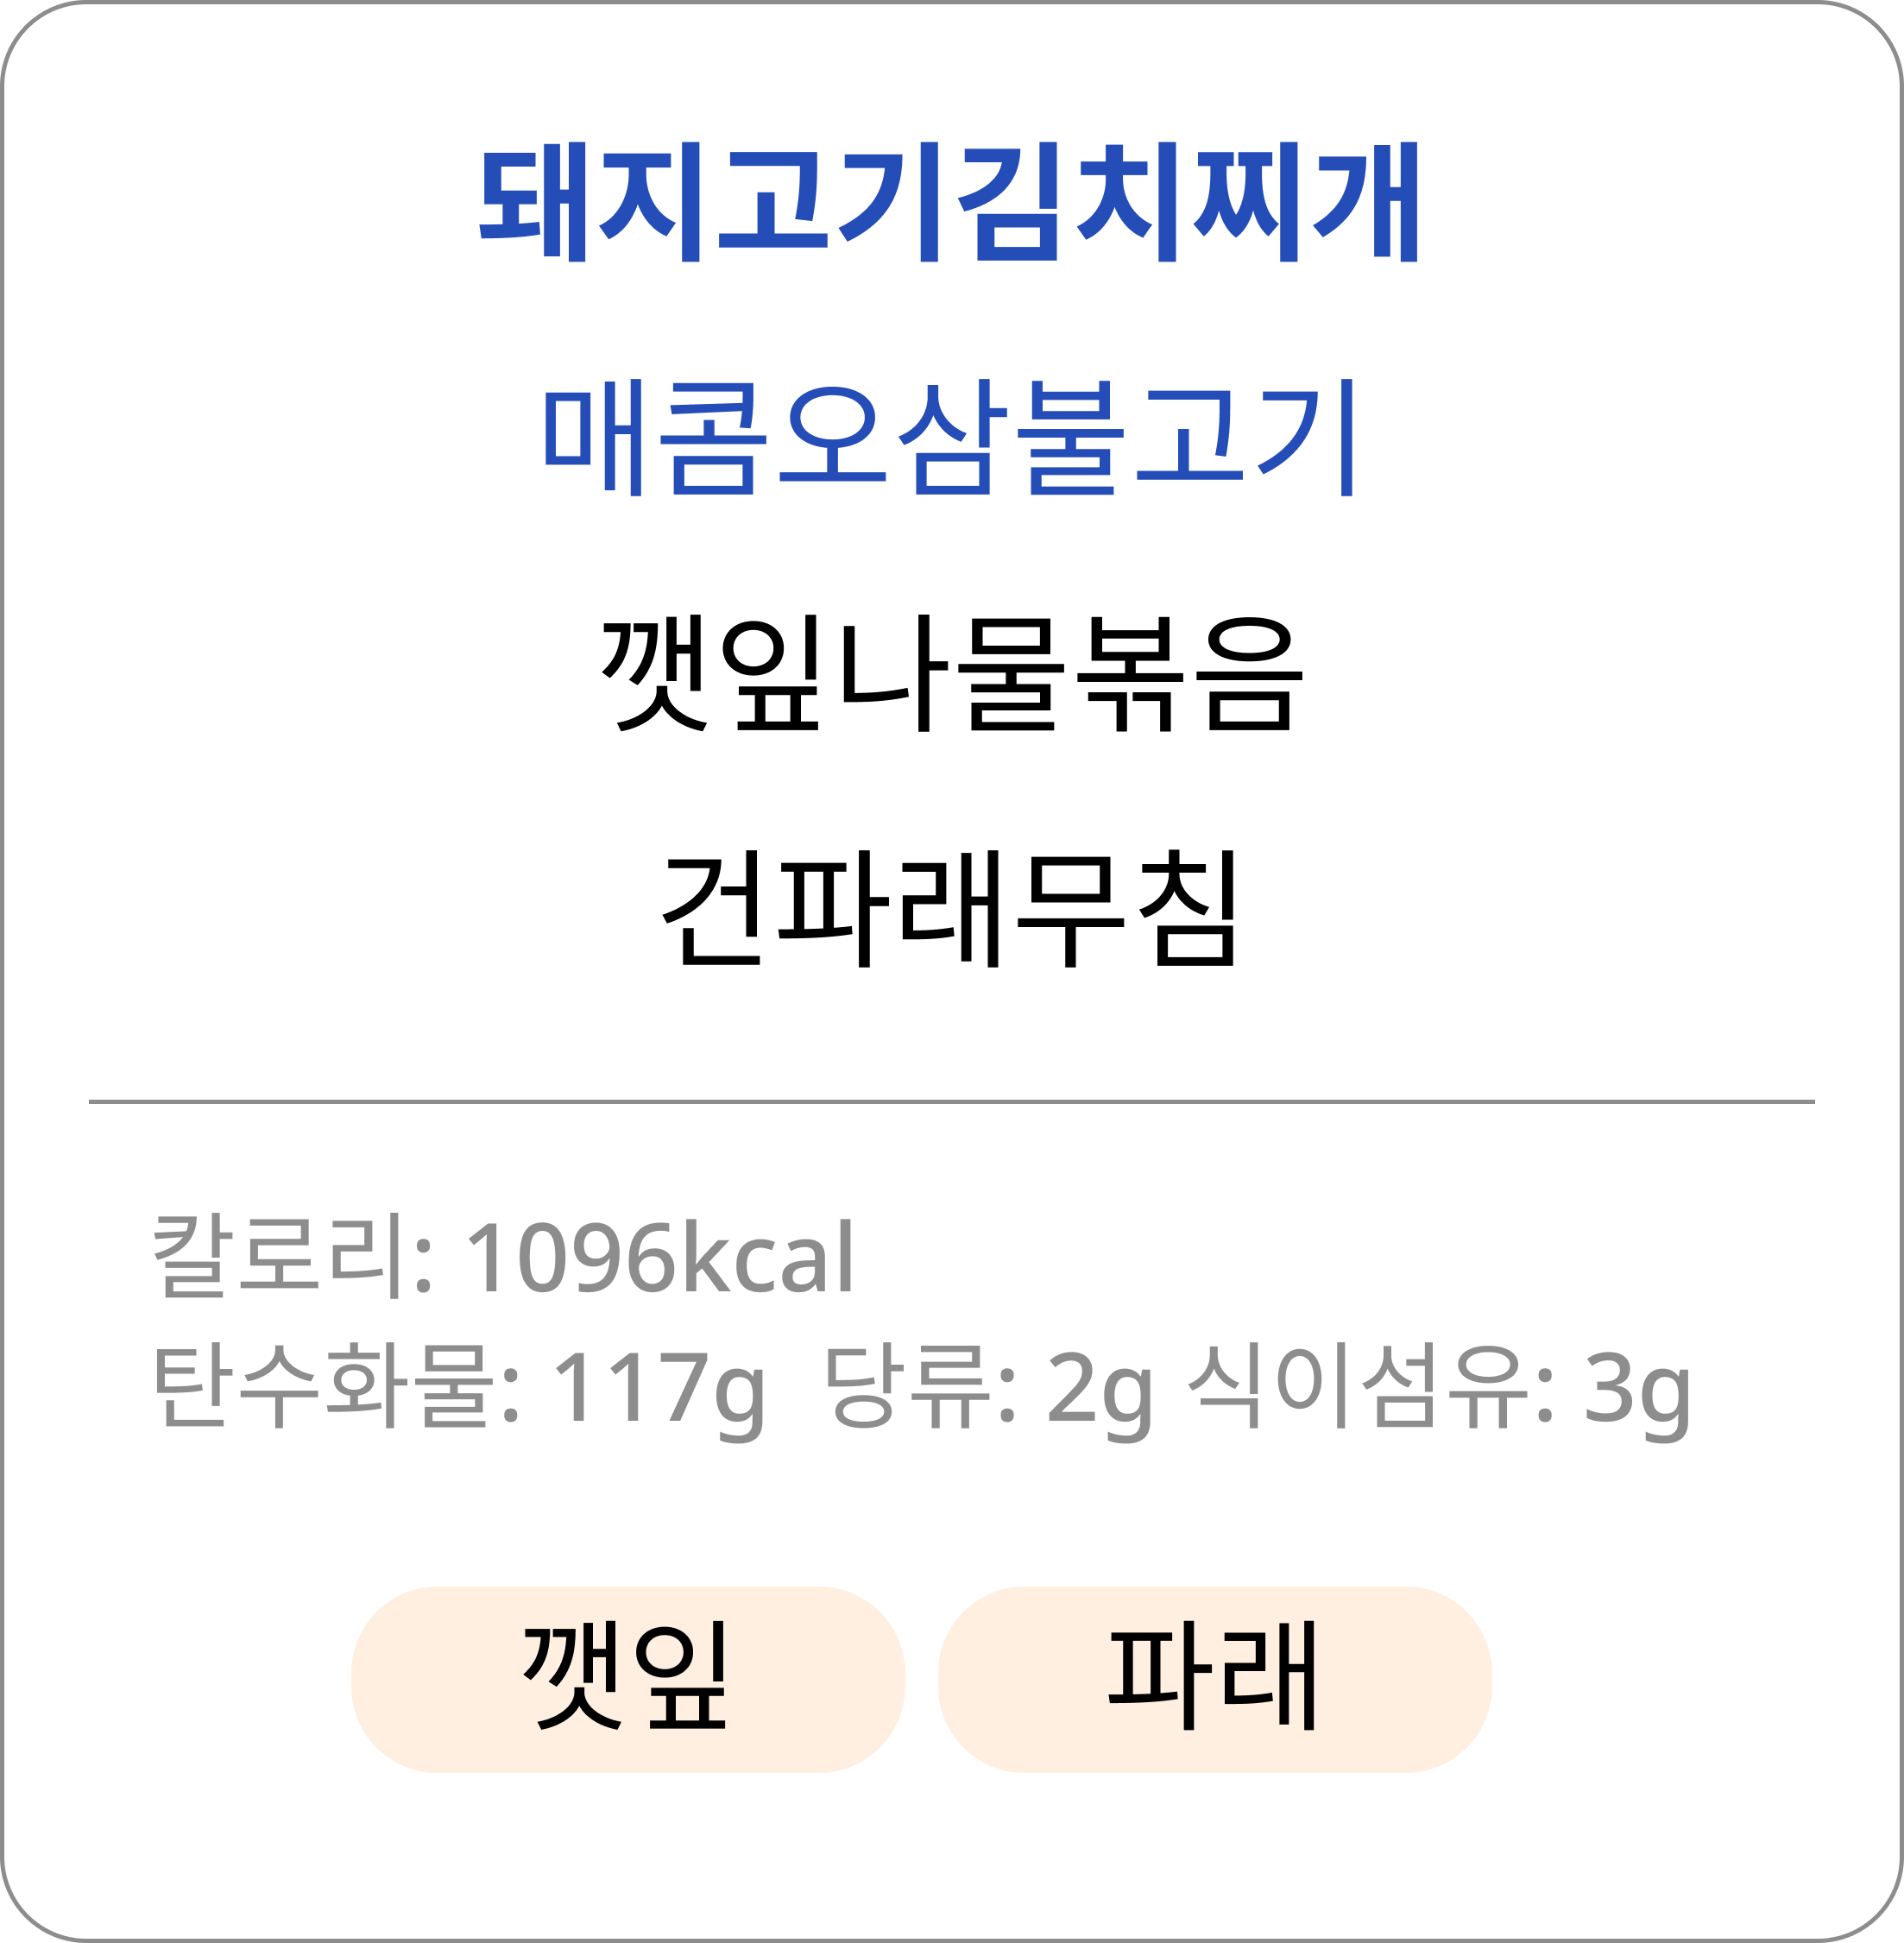 돼지고기김치찌개
매콤오삼불고기
깻잎나물볶음
건파래무침
칼로리: 1096kcal
탄수화물: 117g 당류: 2g 식이섬유: 3g
깻잎 파래